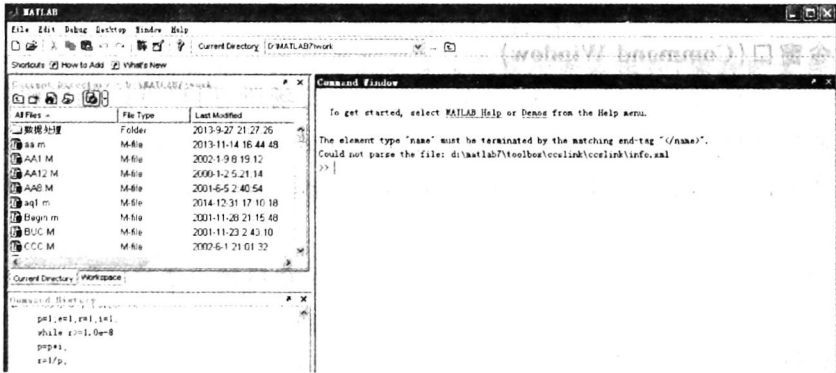 MATLAB
File Edit Debug Desktop Window Help
Current Directory: D:\MATLAB7\work
Shortcuts How to Add What's New
Current Directory - D:\MATLAB7\work
All Files File Type Last Modified
数据处理 Folder 2013-9-27 21:27:26
aa.m M-file 2013-11-14 16:44:48
AA1.M M-file 2002-1-9 8:19:12
AA12.M M-file 2000-1-2 5:21:14
AA8.M M-file 2001-6-5 2:40:54
aq1.m M-file 2014-12-31 17:10:18
Begin.m M-file 2001-11-28 21:15:48
BUC.M M-file 2001-11-23 2:43:10
CCC.M M-file 2002-6-1 21:01:32
Current Directory Workspace
Command History
p=1,e=1,r=1,i=1,
while r>=1.0e-8
p=p*i,
r=1/p,
Command Window
To get started, select MATLAB Help or Demos from the Help menu.
The element type "name" must be terminated by the matching end-tag "</name>".
Could not parse the file: d:\matlab7\toolbox\ccslink\ccslink\info.xml
>>